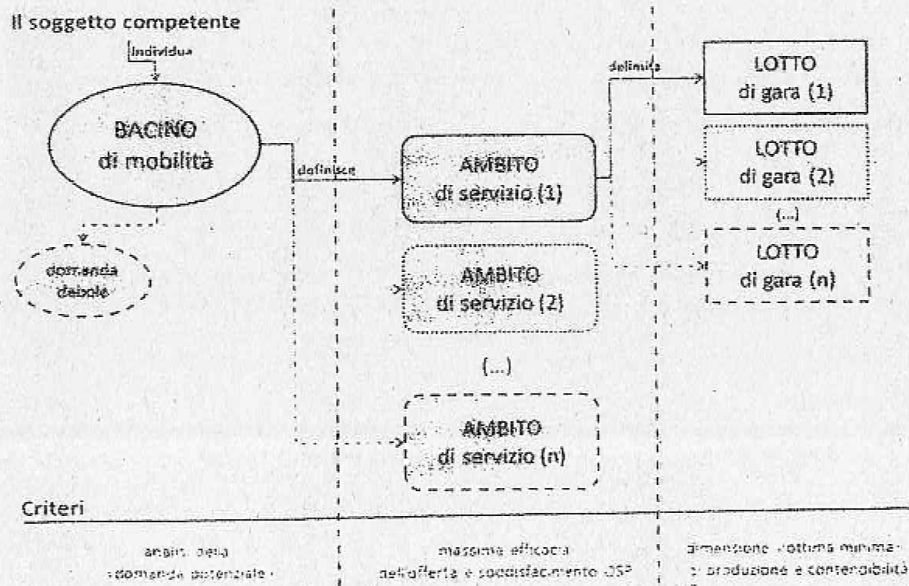 Il soggetto competente
Individua
BACINO
di mobilità
domanda
debole
definisce
AMBITO
di servizio (1)
AMBITO
di servizio (2)
(...)
AMBITO
di servizio (n)
delimita
LOTTO
di gara (1)
LOTTO
di gara (2)
(...)
LOTTO
di gara (n)
Criteri
analisi della
domanda potenziale
massima efficacia
dell'offerta e soddisfacimento OSP
dimensione ottima minima
produzione e contendibilità